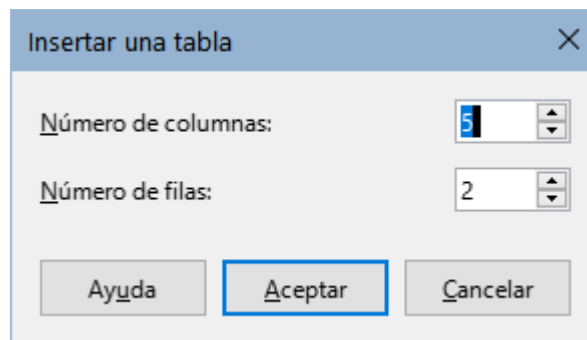 Insertar una tabla
Número de columnas: 5
Número de filas: 2
Ayuda Aceptar Cancelar